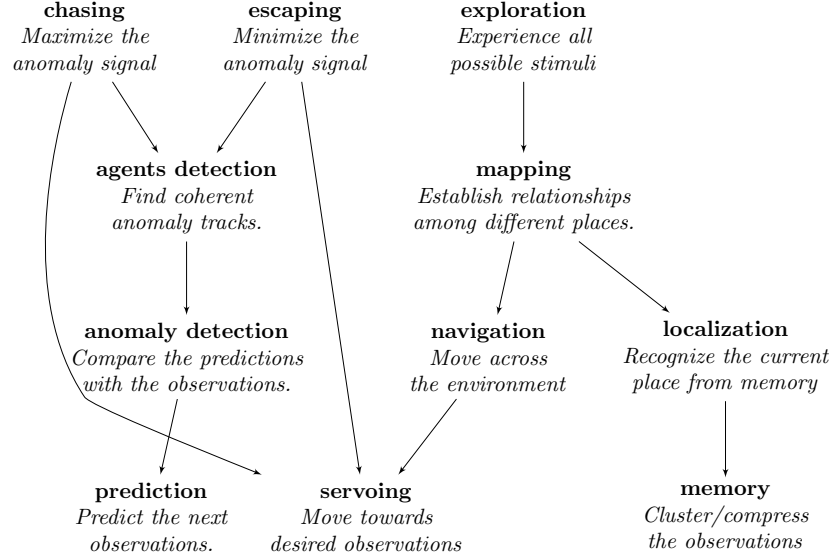 chasing
Maximize the
anomaly signal
escaping
Minimize the
anomaly signal
exploration
Experience all
possible stimuli
agents detection
Find coherent
anomaly tracks.
mapping
Establish relationships
among different places.
anomaly detection
Compare the predictions
with the observations.
navigation
Move across
the environment
localization
Recognize the current
place from memory
prediction
Predict the next
observations.
servoing
Move towards
desired observations
memory
Cluster/compress
the observations